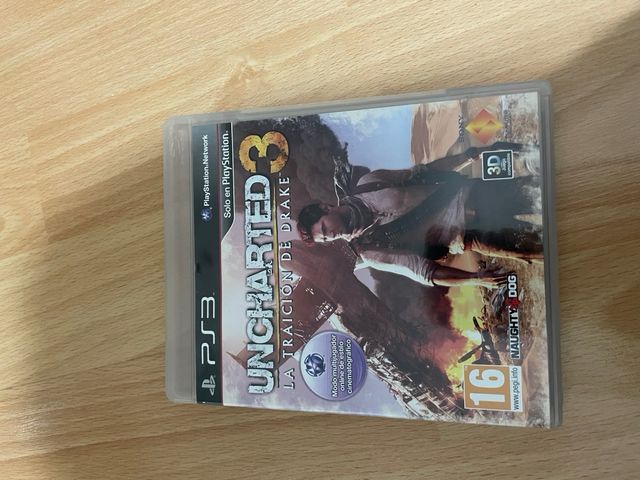 PS3
PlayStation®Network
Solo en PlayStation®
UNCHARTED 3
LA TRAICIÓN DE DRAKE
Modo multijugador
online de estilo
cinematográfico
16
www.pegi.info
NAUGHTY DOG
3D
SONY